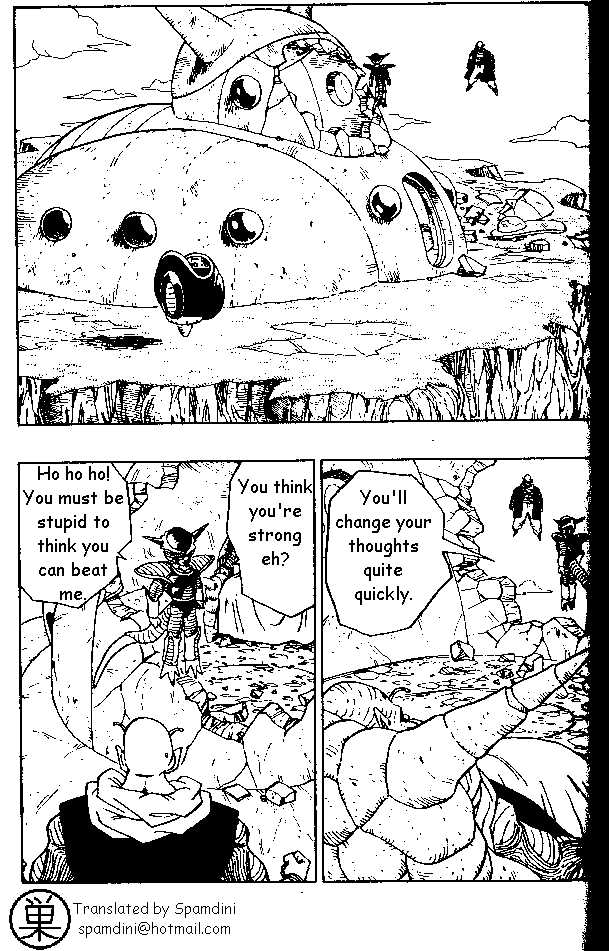 You think
you're
strong
eh?
Ho ho ho!
You must be
stupid to
think you
can beat
me.
You'll
change your
thoughts
quite
quickly.
巣
Translated by Spamdini
spamdini@hotmail.com